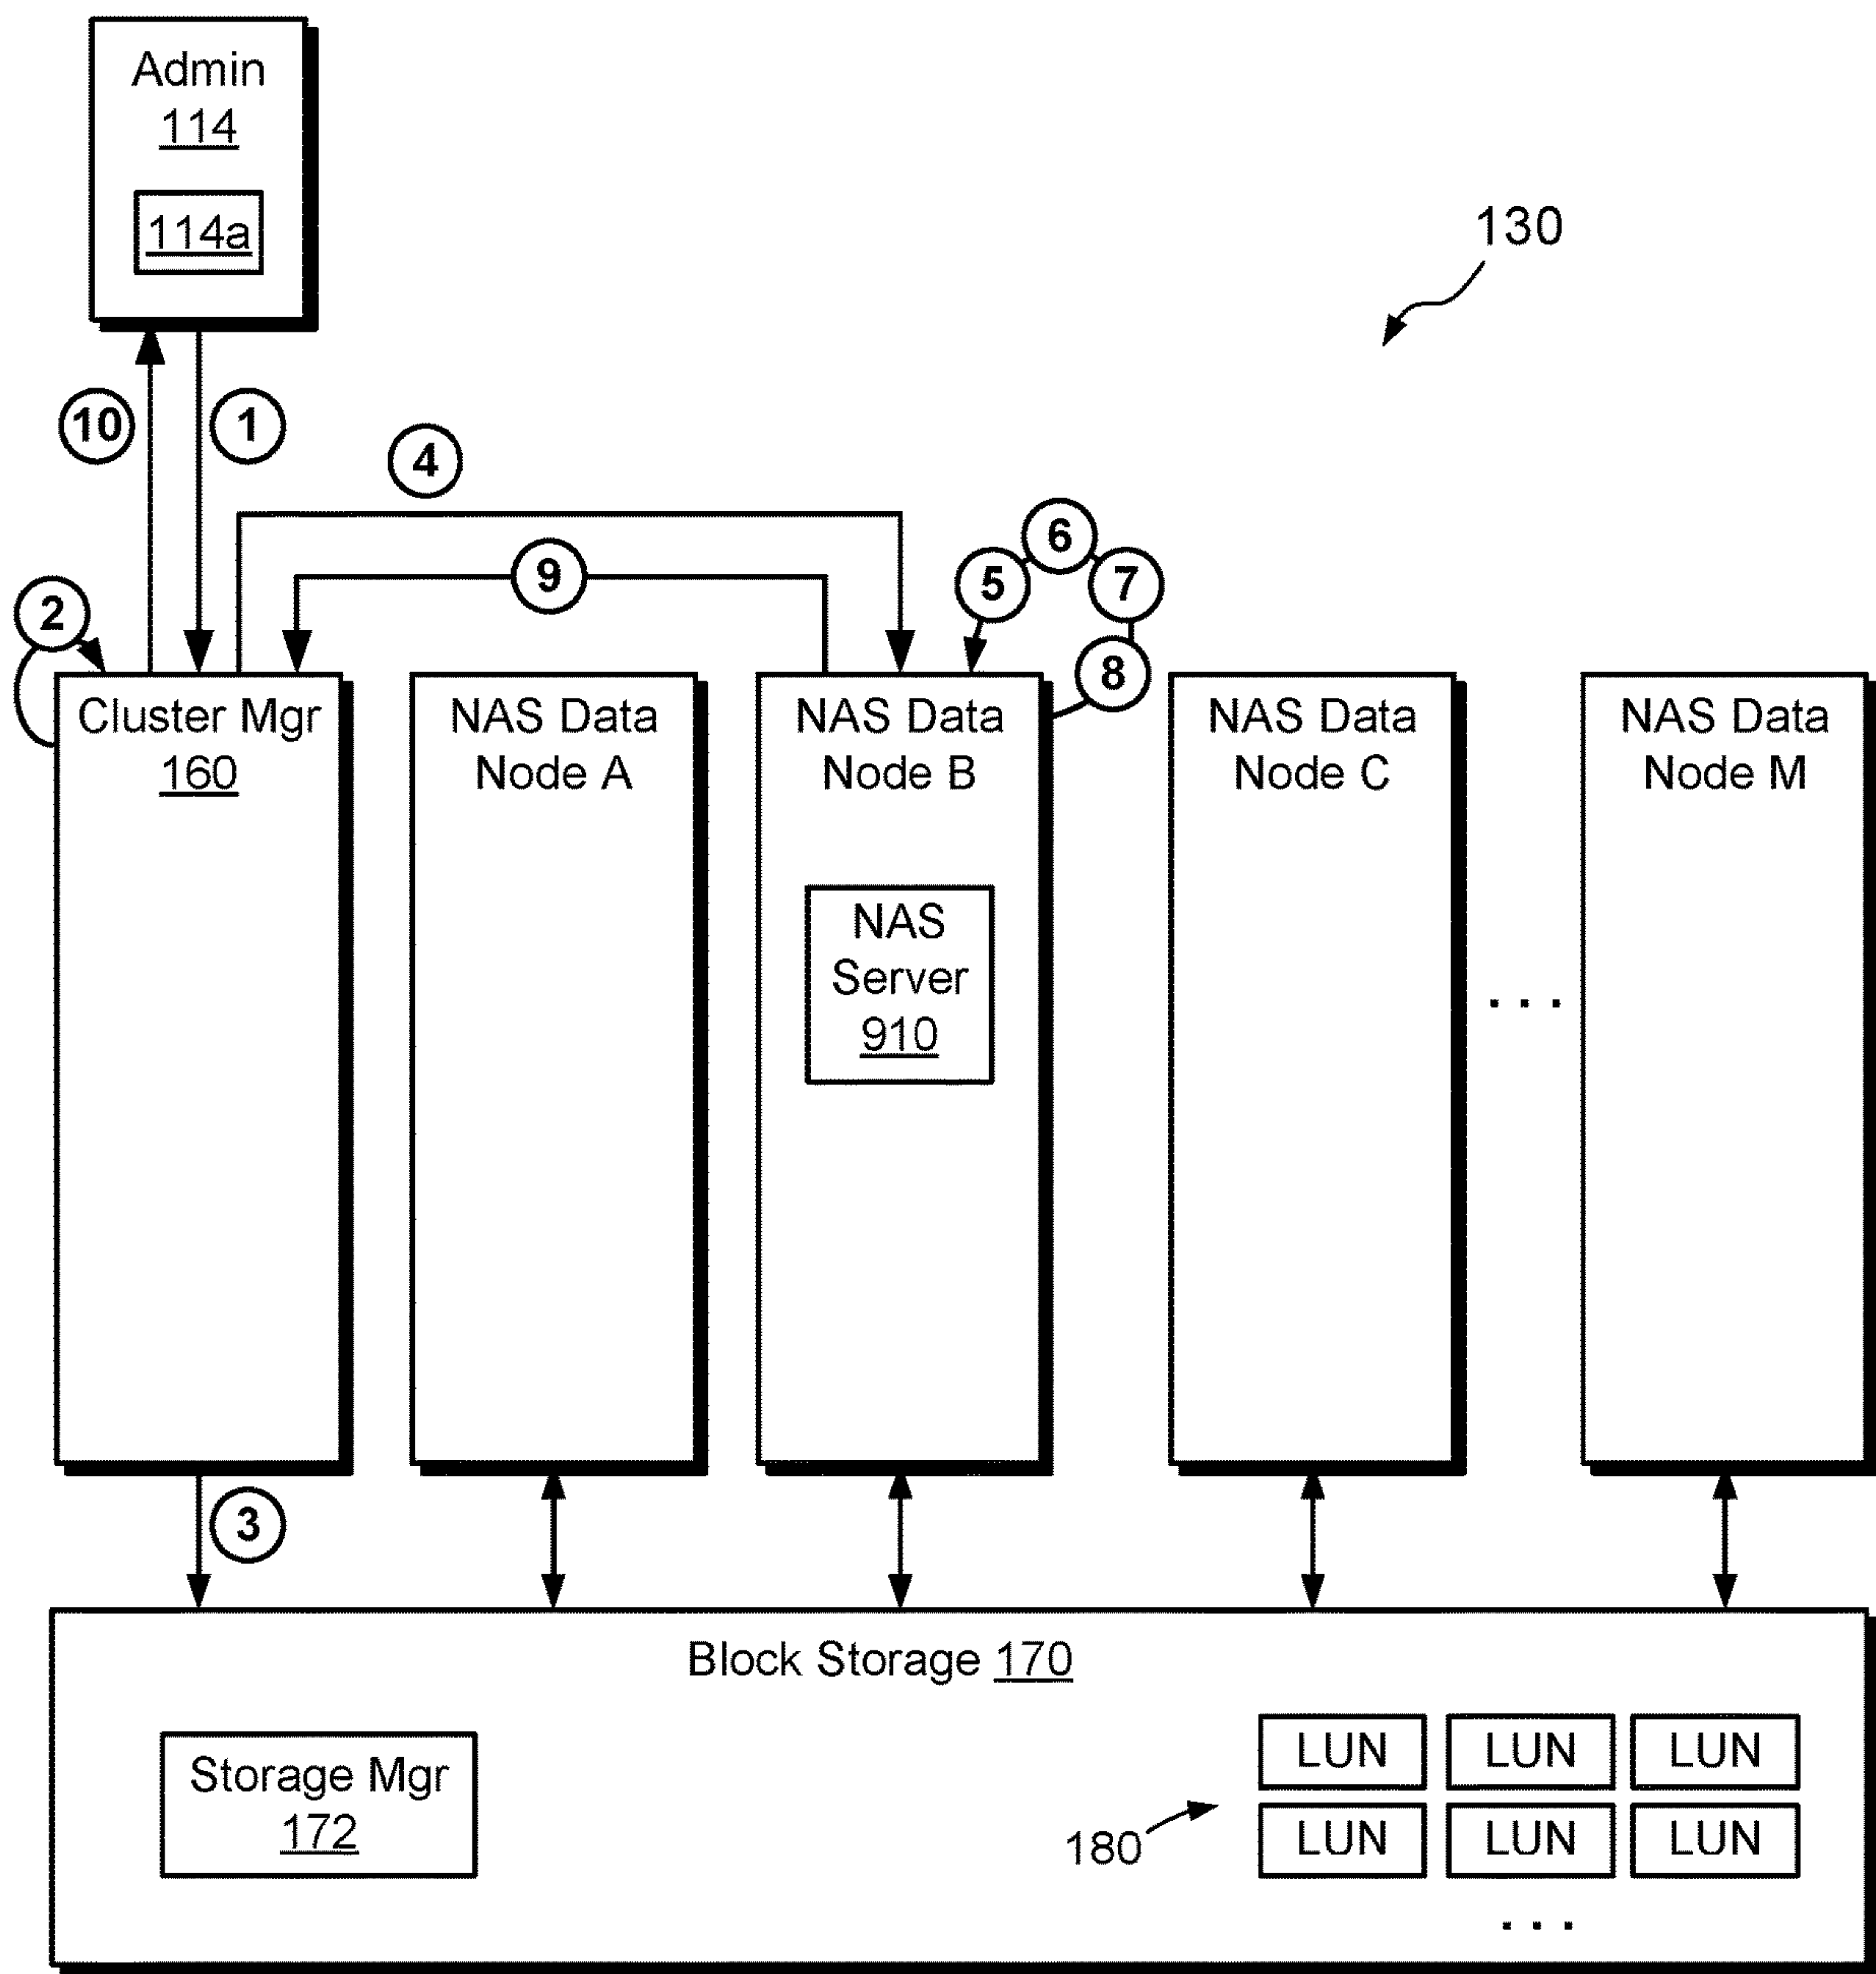 Admin
114
114a
130
10
1
4
6
9
5
7
2
8
Cluster Mgr
160
NAS Data
Node A
NAS Data
Node B
NAS Data
Node C
NAS Data
Node M
NAS
Server
910
. . .
3
Block Storage 170
Storage Mgr
172
180
LUN LUN LUN
LUN LUN LUN
. . .